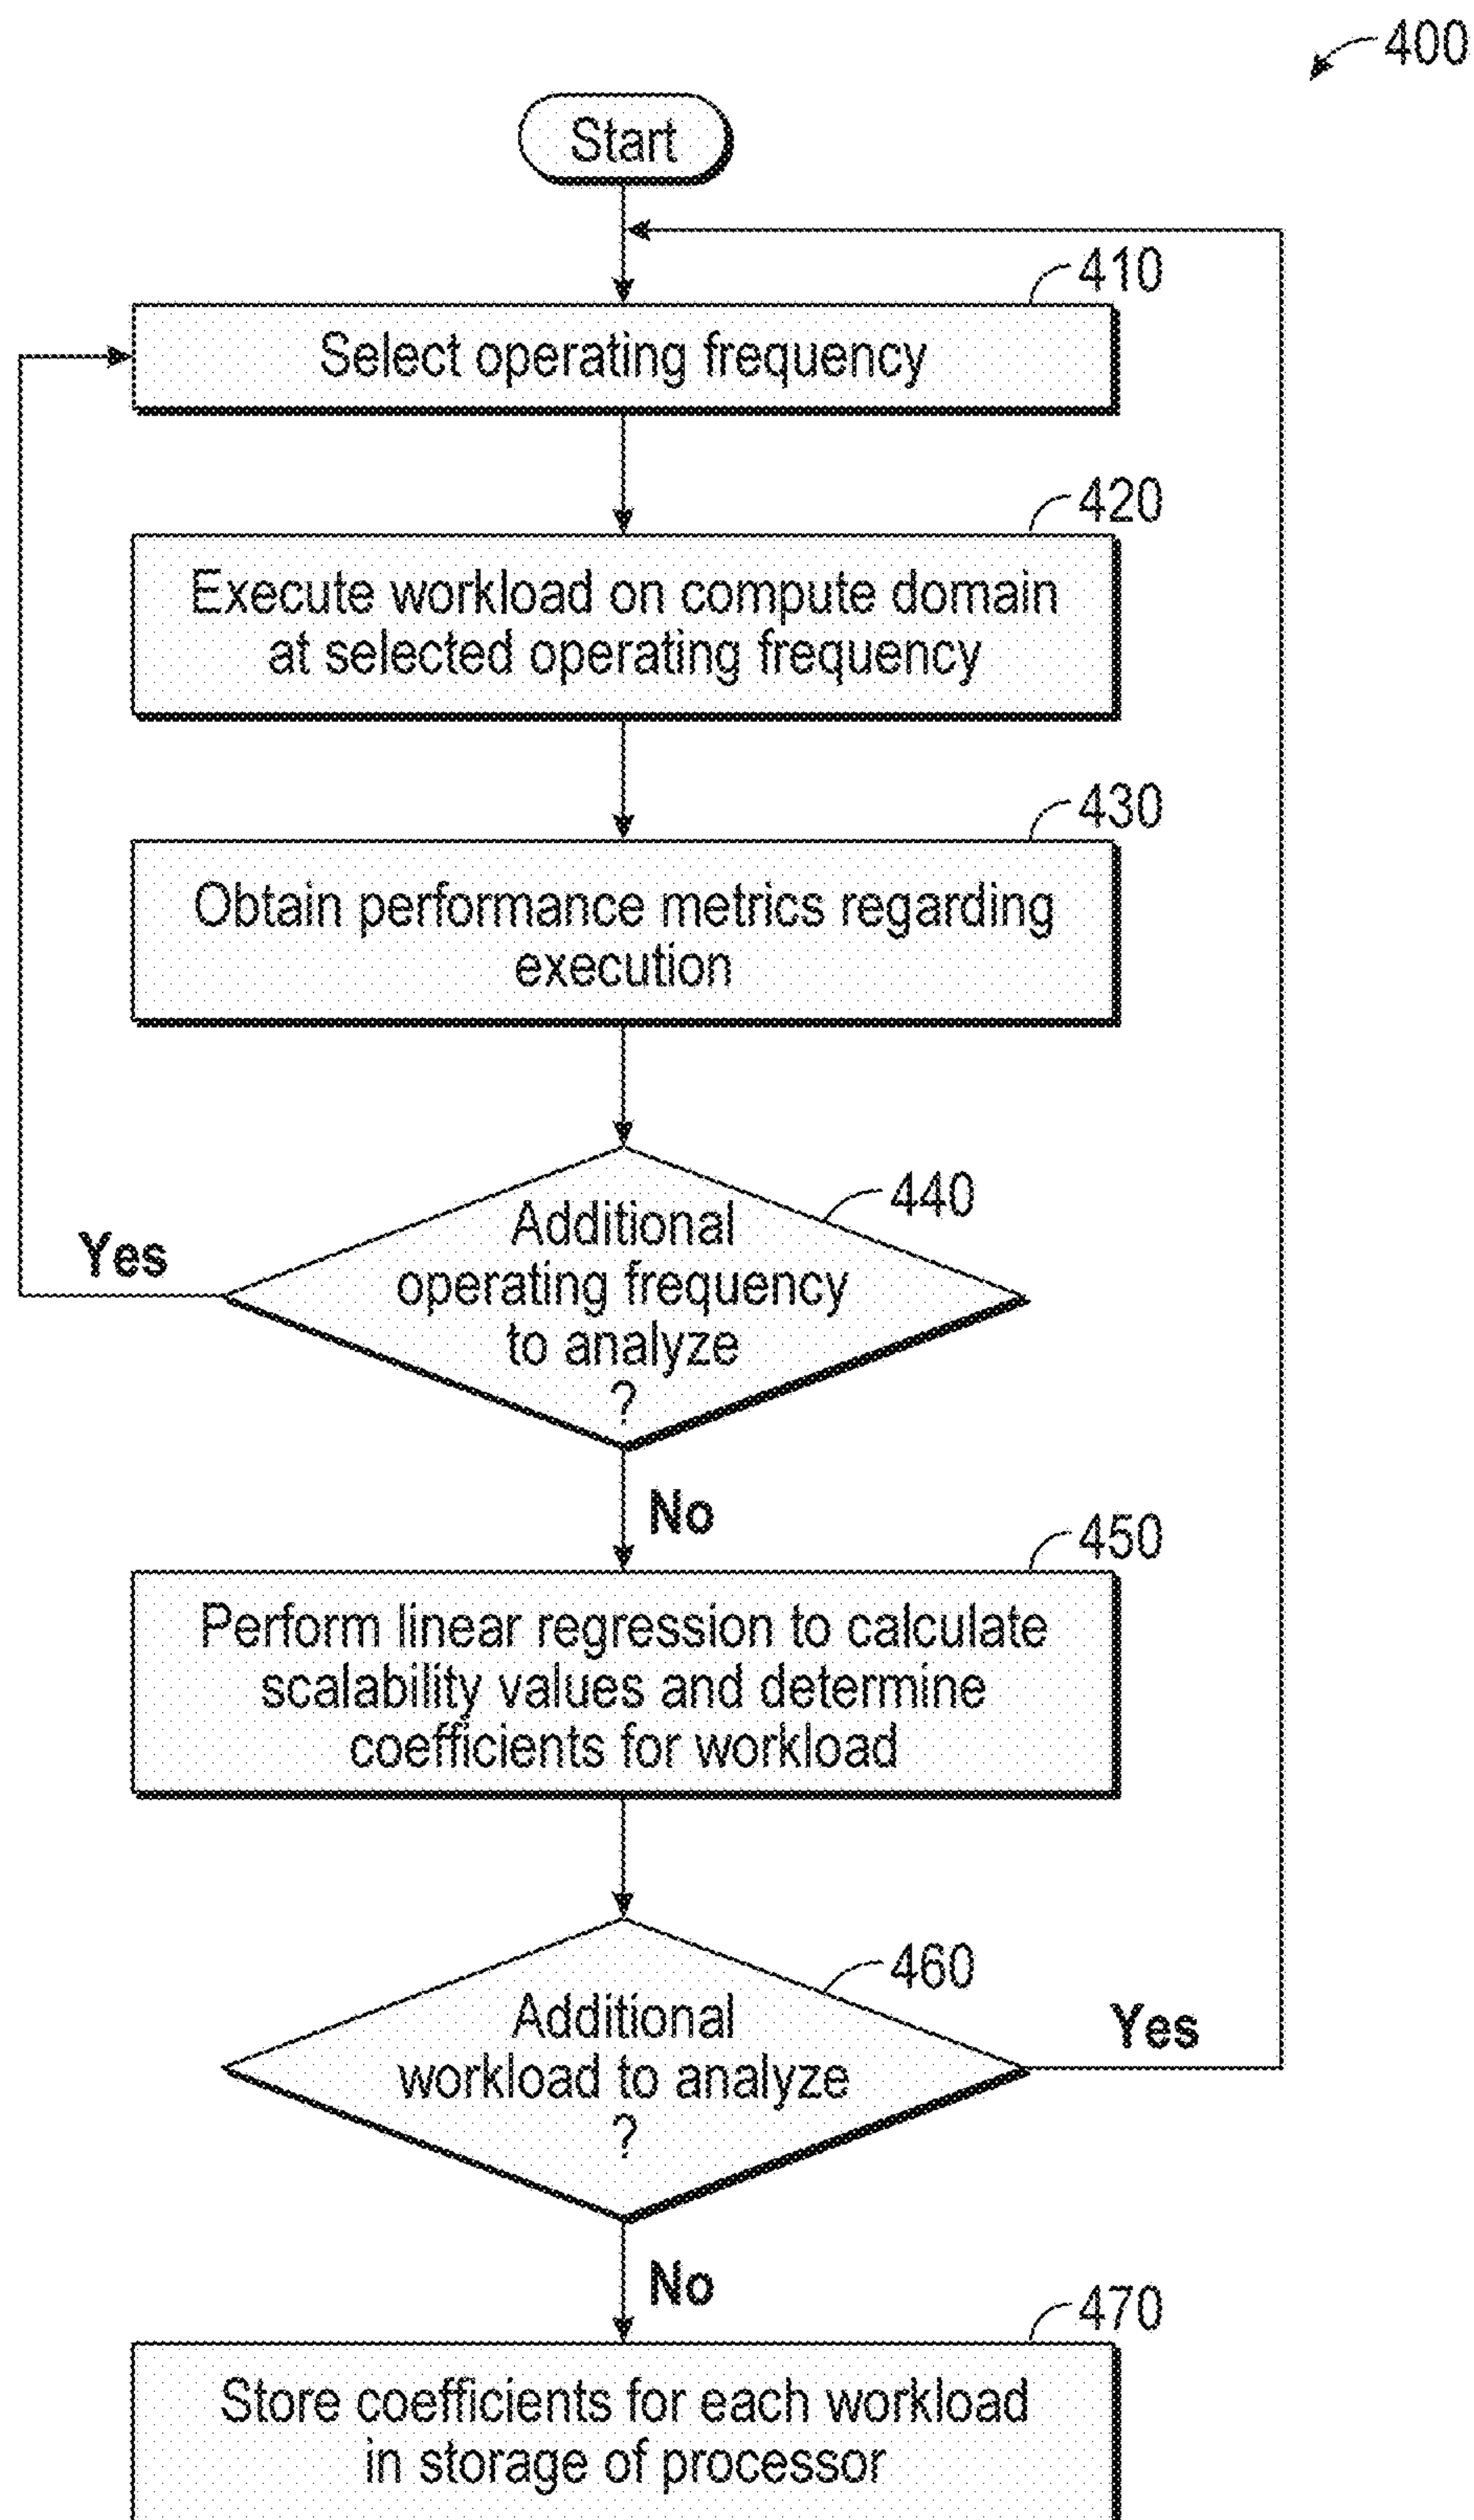 400
Start
410
Select operating frequency
420
Execute workload on compute domain
at selected operating frequency
430
Obtain performance metrics regarding
execution
440
Additional
operating frequency
to analyze
?
Yes
No
450
Perform linear regression to calculate
scalability values and determine
coefficients for workload
460
Additional
workload to analyze
?
Yes
No
470
Store coefficients for each workload
in storage of processor